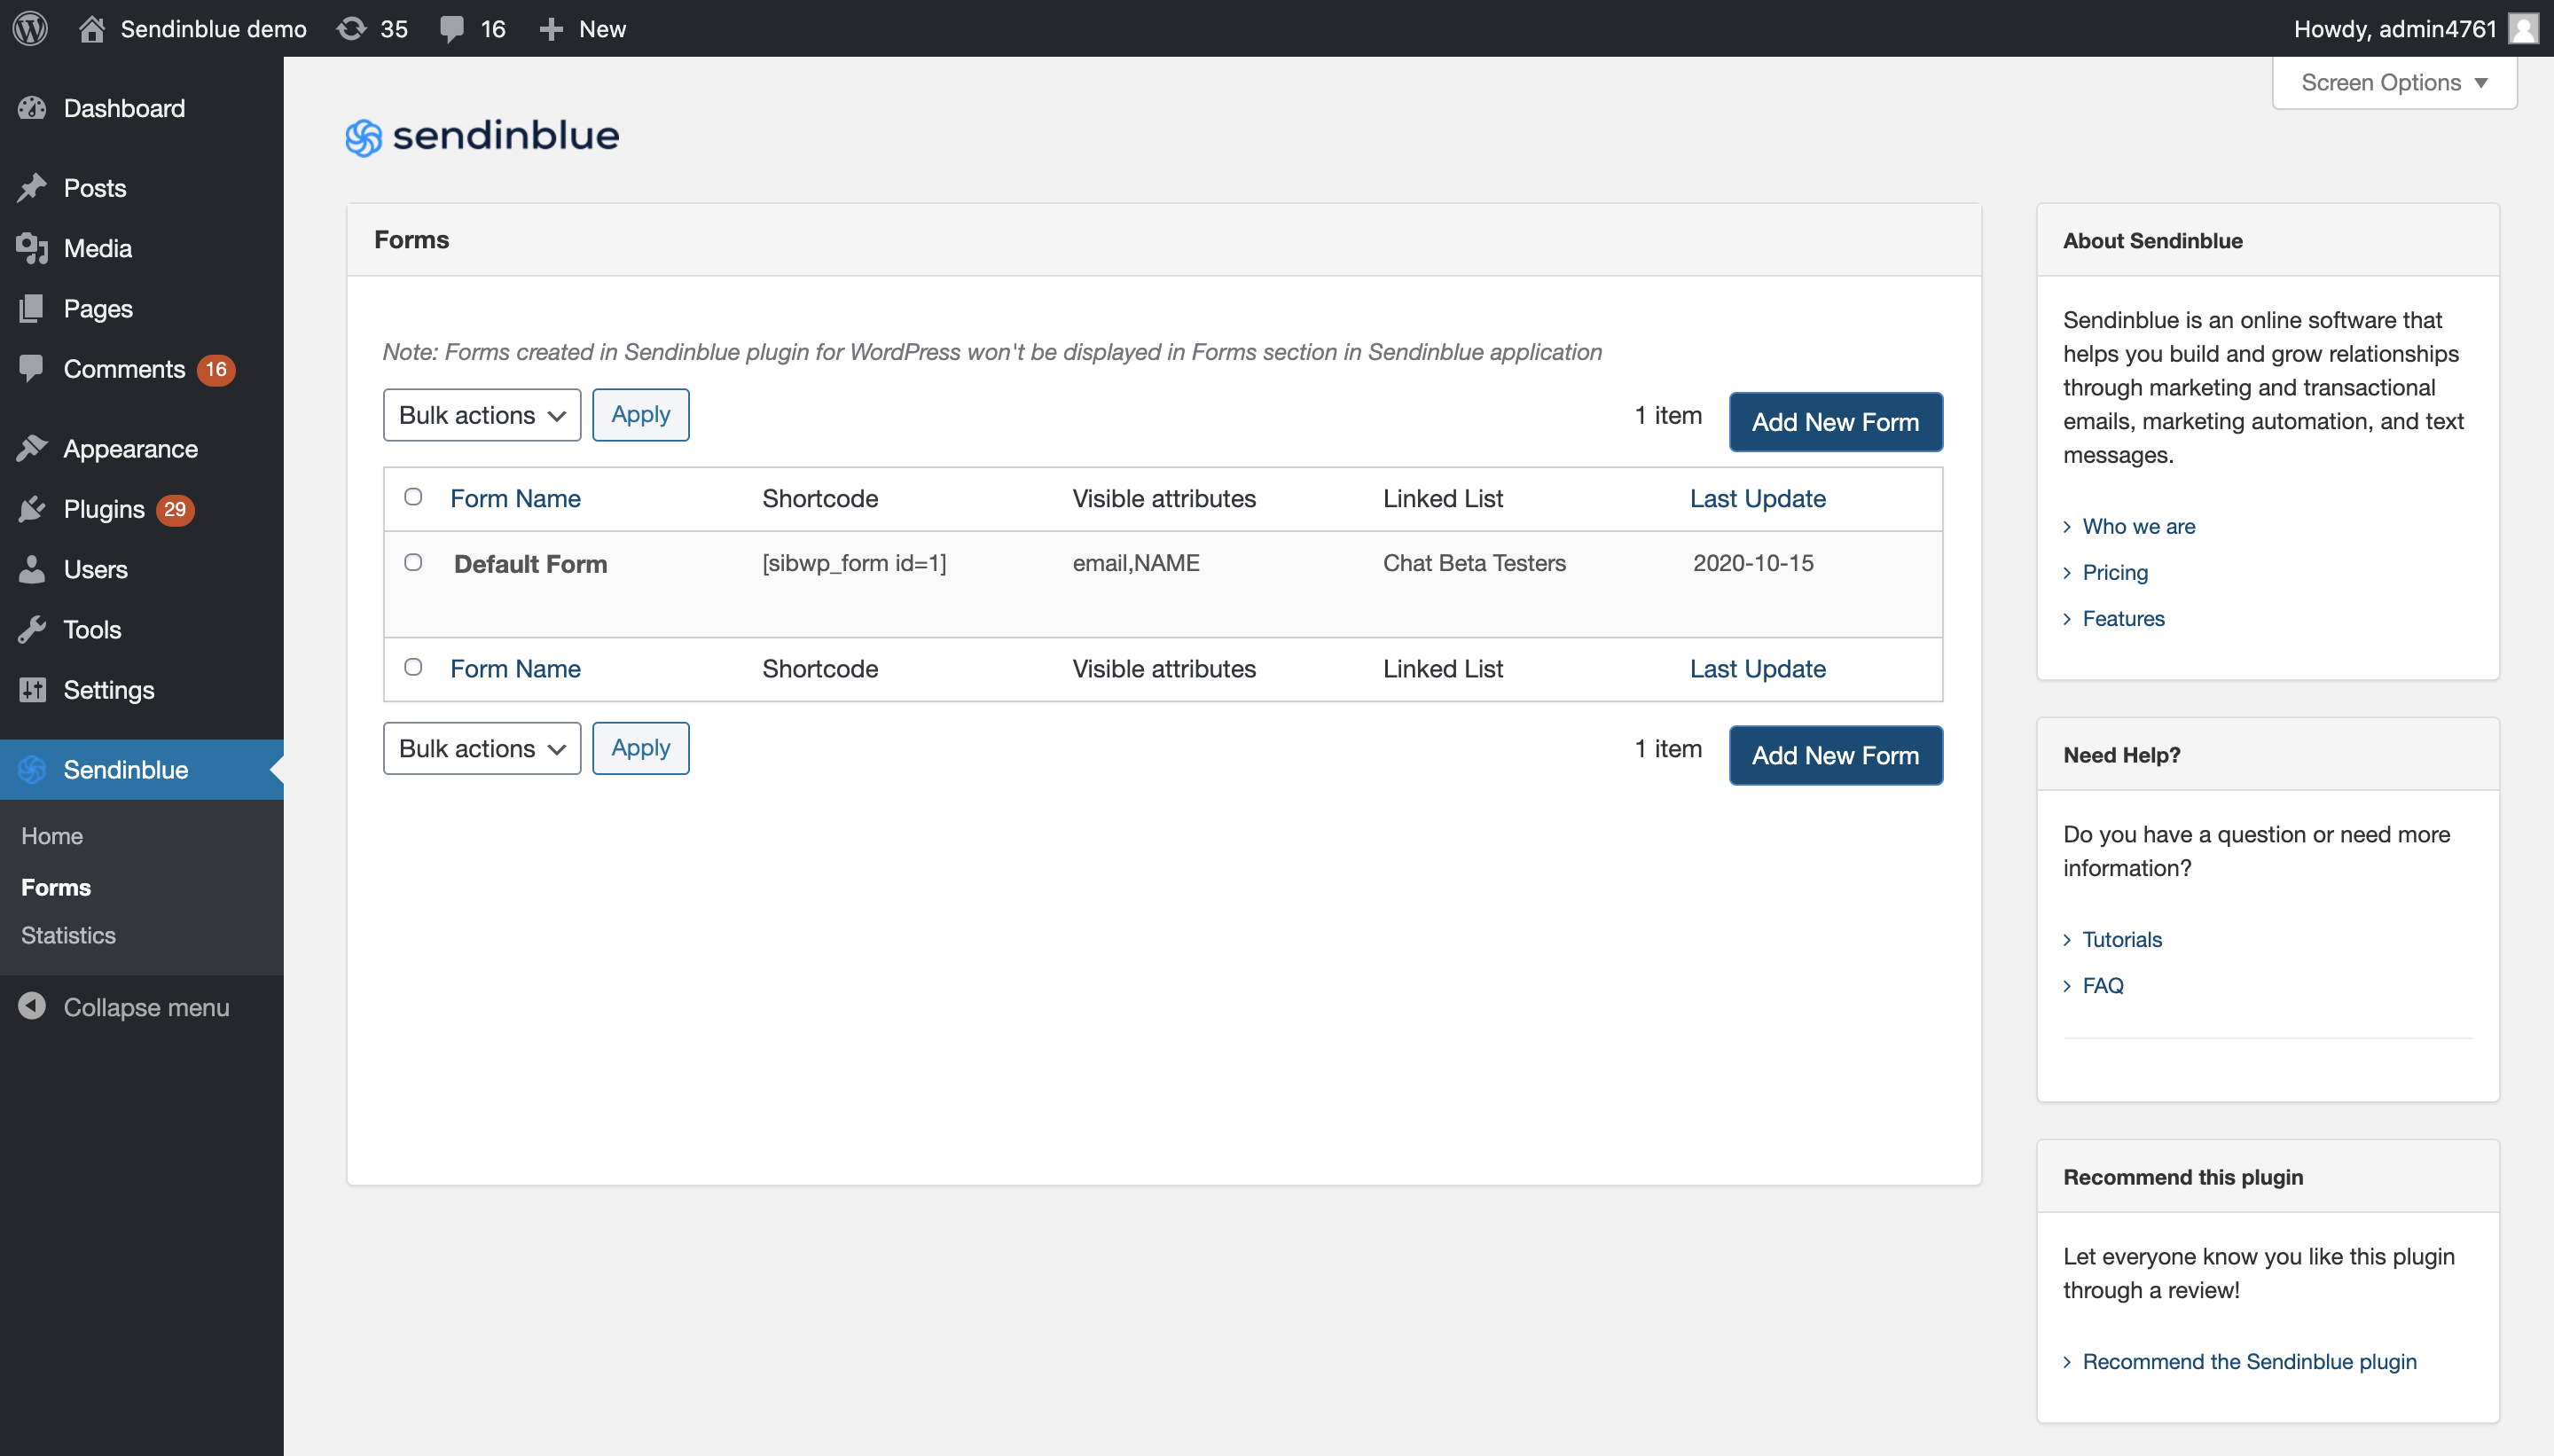 Sendinblue demo 35 16 New Howdy, admin4761
Screen Options
Dashboard
Posts
Media
Pages
Comments 16
Appearance
Plugins 29
Users
Tools
Settings
Sendinblue
Home
Forms
Statistics
Collapse menu
sendinblue
Forms
Note: Forms created in Sendinblue plugin for WordPress won't be displayed in Forms section in Sendinblue application
Bulk actions Apply 1 item Add New Form
Form Name Shortcode Visible attributes Linked List Last Update
Default Form [sibwp_form id=1] email,NAME Chat Beta Testers 2020-10-15
Form Name Shortcode Visible attributes Linked List Last Update
Bulk actions Apply 1 item Add New Form
About Sendinblue
Sendinblue is an online software that
helps you build and grow relationships
through marketing and transactional
emails, marketing automation, and text
messages.
Who we are
Pricing
Features
Need Help?
Do you have a question or need more
information?
Tutorials
FAQ
Recommend this plugin
Let everyone know you like this plugin
through a review!
Recommend the Sendinblue plugin